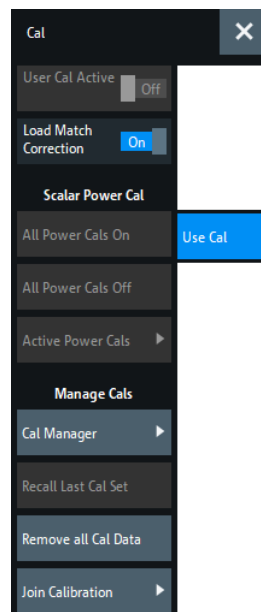 Cal
User Cal Active
Off
Load Match
Correction
On
Scalar Power Cal
All Power Cals On
Use Cal
All Power Cals Off
Active Power Cals
Manage Cals
Cal Manager
Recall Last Cal Set
Remove all Cal Data
Join Calibration